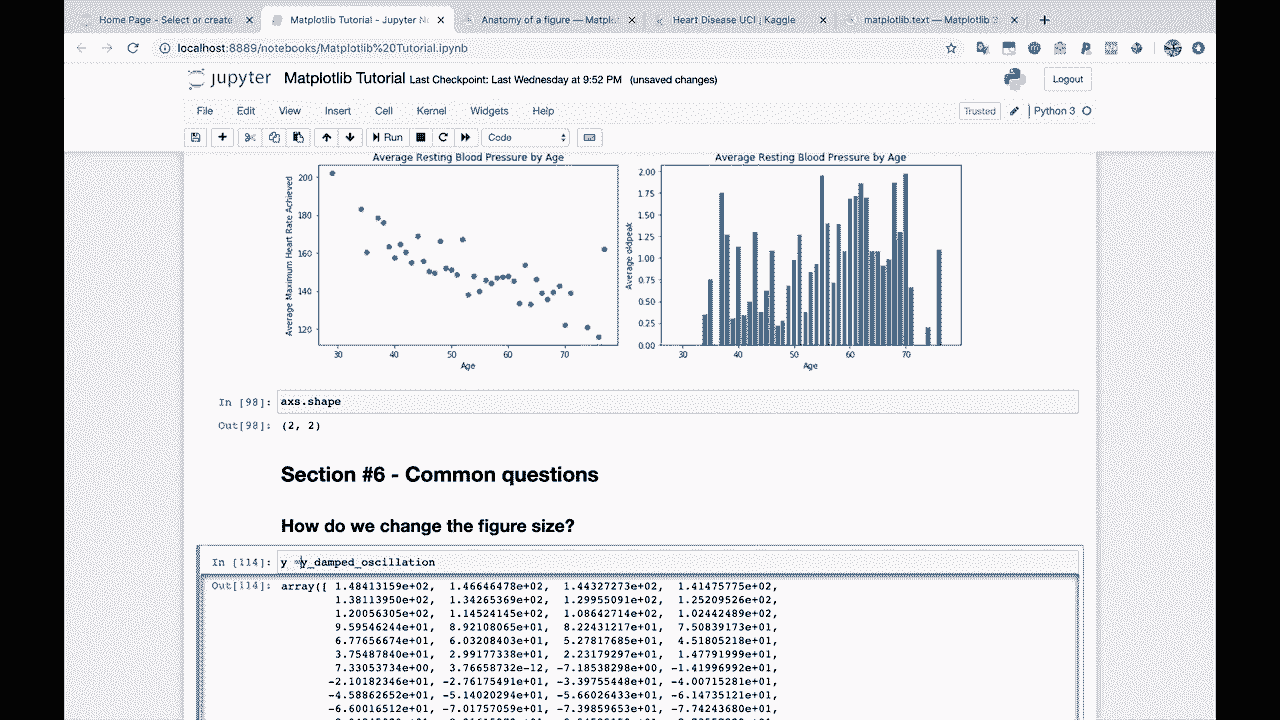 Home Page - Select or create
Matplotlib Tutorial - Jupyter N
Anatomy of a figure — Matplot
Heart Disease UCI | Kaggle
matplotlib.text — Matplotlib 2
localhost:8889/notebooks/Matplotlib%20Tutorial.ipynb
jupyter Matplotlib Tutorial Last Checkpoint: Last Wednesday at 9:52 PM (unsaved changes)
Logout
File Edit View Insert Cell Kernel Widgets Help
Trusted
Python 3
Run
Code
Average Resting Blood Pressure by Age
Average Maximum Heart Rate Achieved
200
180
160
140
120
30 40 50 60 70
Age
Average Resting Blood Pressure by Age
Average oldpeak
2.00
1.75
1.50
1.25
1.00
0.75
0.50
0.25
0.00
30 40 50 60 70
Age
In [98]: axs.shape
Out[98]: (2, 2)
Section #6 - Common questions
How do we change the figure size?
In [114]: y =y_damped_oscillation
Out[114]: array([ 1.48413159e+02, 1.46646478e+02, 1.44327273e+02, 1.41475775e+02,
1.38113950e+02, 1.34265369e+02, 1.29955091e+02, 1.25209526e+02,
1.20056305e+02, 1.14524145e+02, 1.08642714e+02, 1.02442489e+02,
9.59546244e+01, 8.92108065e+01, 8.22431217e+01, 7.50839173e+01,
6.77656674e+01, 6.03208403e+01, 5.27817685e+01, 4.51805218e+01,
3.75487840e+01, 2.99177338e+01, 2.23179297e+01, 1.47791999e+01,
7.33053734e+00, 3.76658732e-12, -7.18538298e+00, -1.41996992e+01,
-2.10182346e+01, -2.76175491e+01, -3.39755448e+01, -4.00715281e+01,
-4.58862652e+01, -5.14020294e+01, -5.66026433e+01, -6.14735121e+01,
-6.60016512e+01, -7.01757059e+01, -7.39859653e+01, -7.74243680e+01,